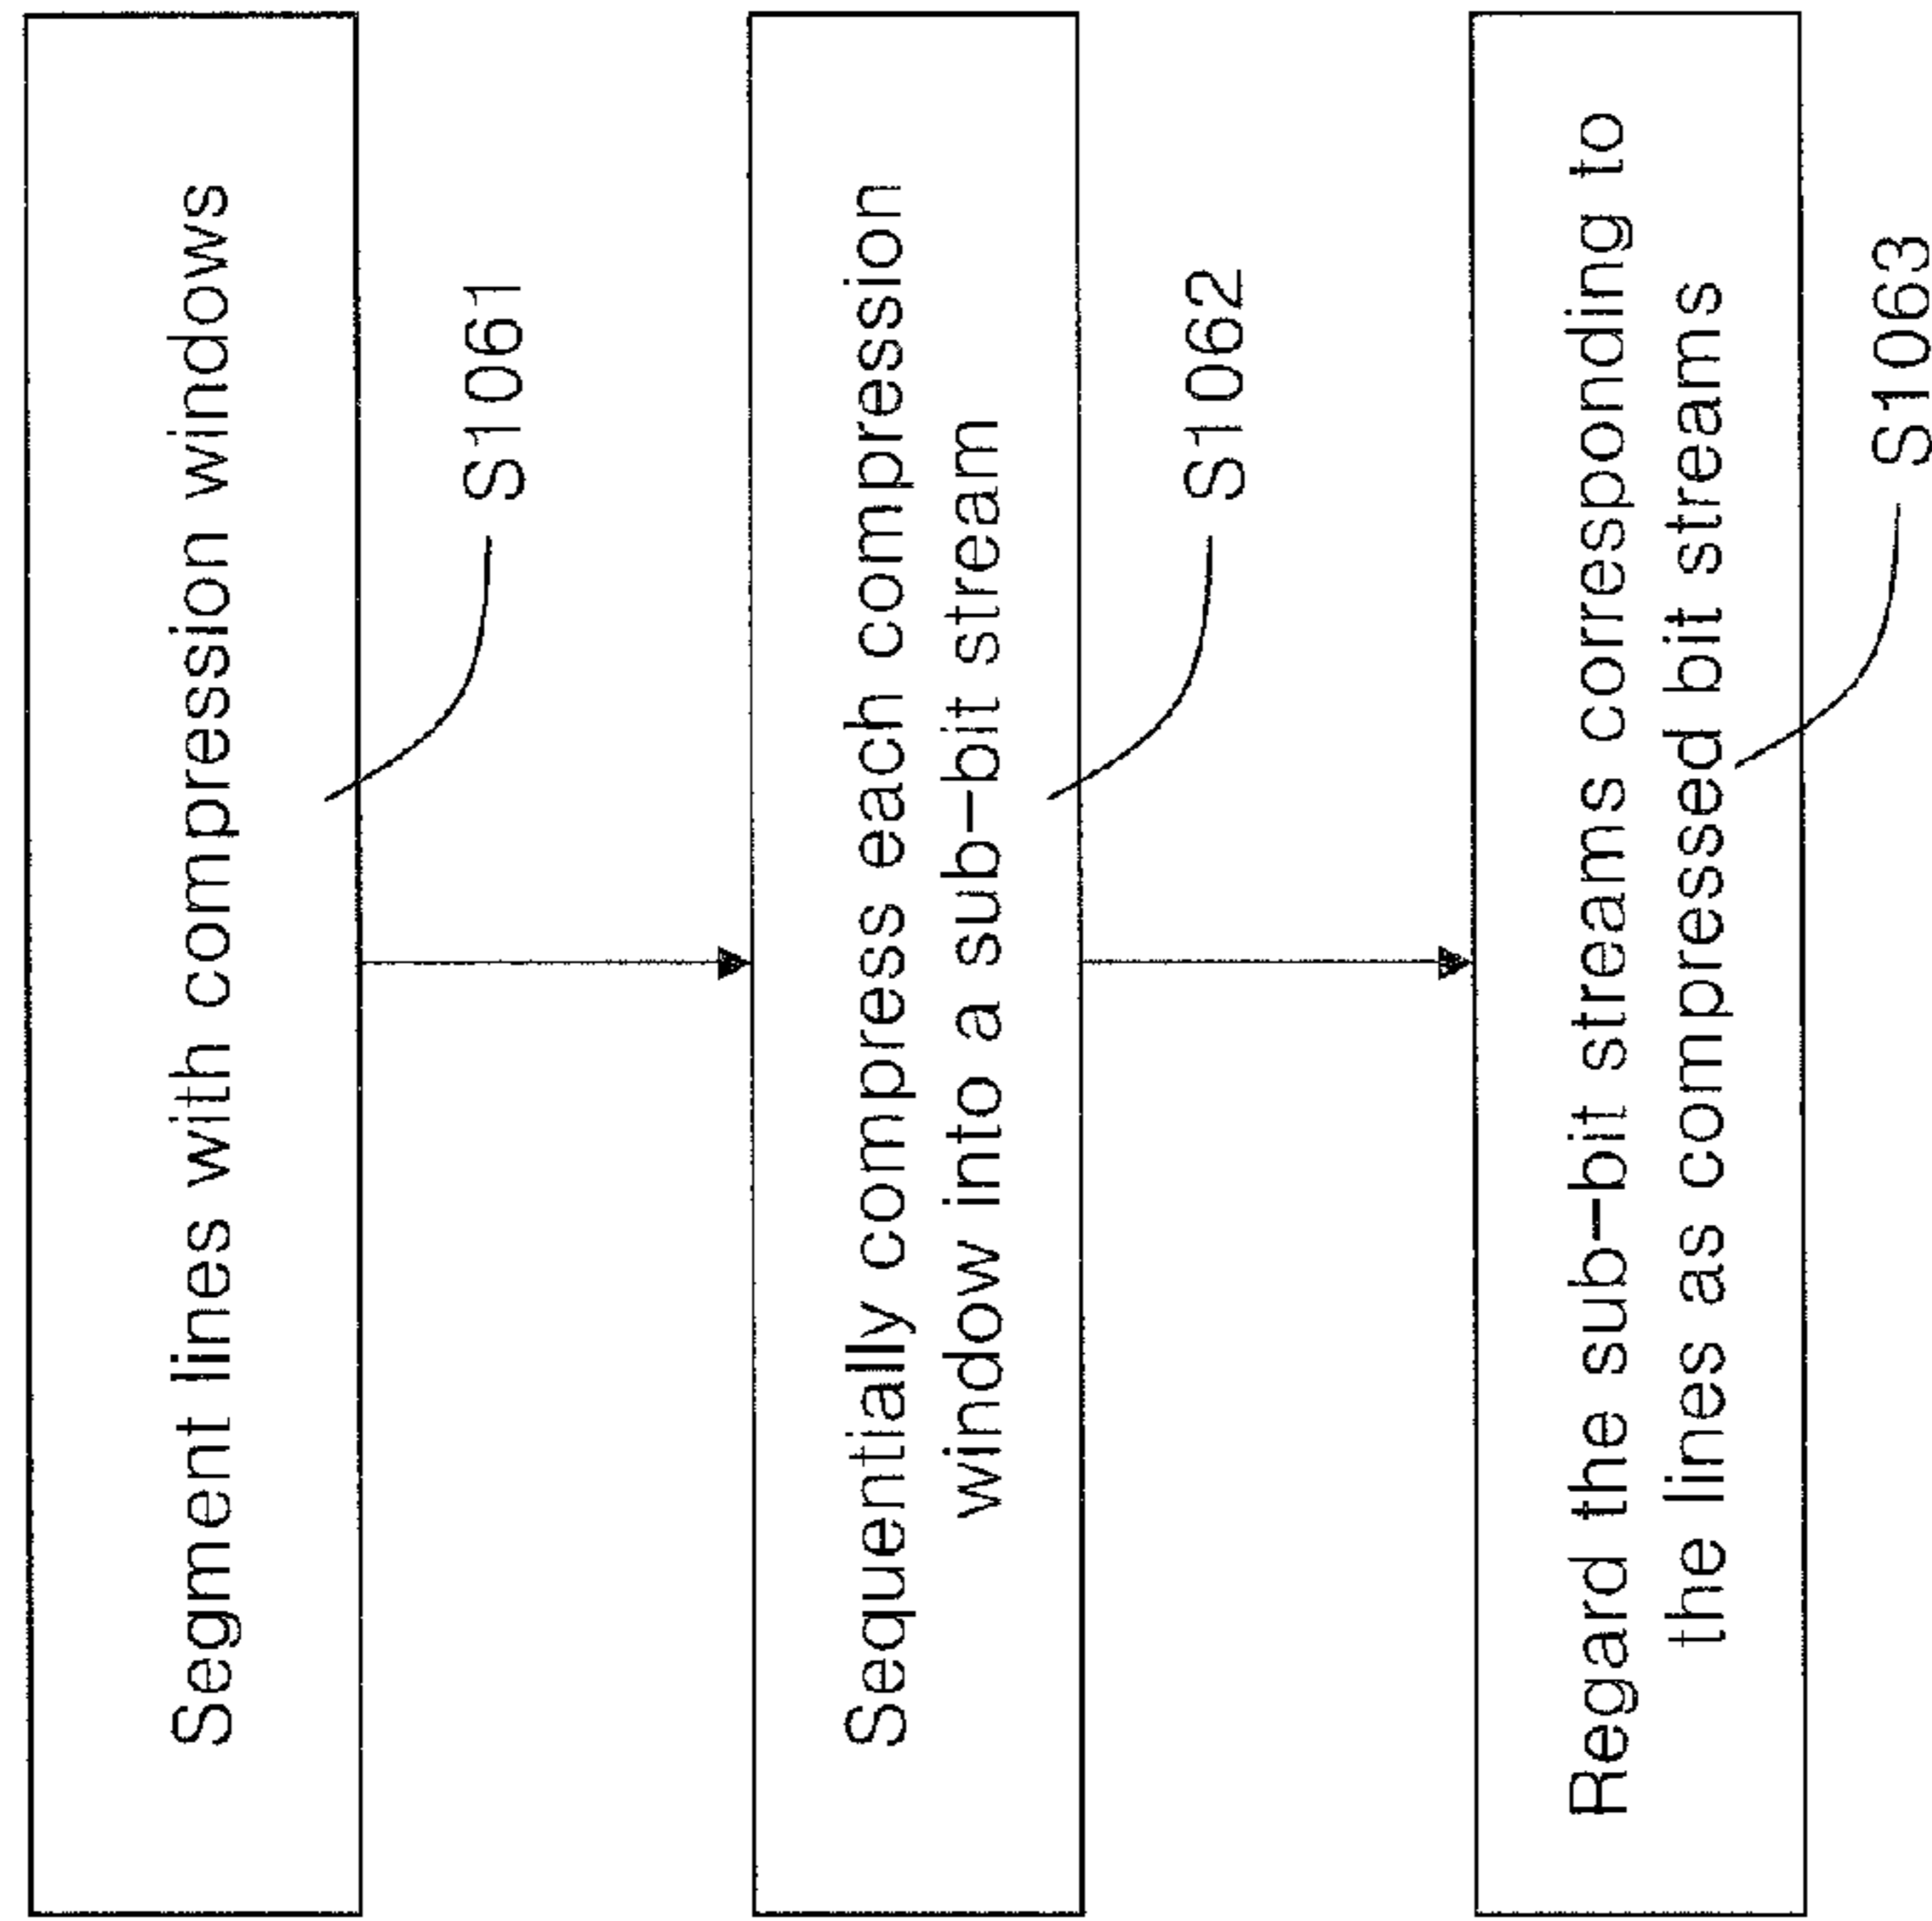 Segment lines with compression windows
S1061
Sequentially compress each compression
window into a sub-bit stream
S1062
Regard the sub-bit streams corresponding to
the lines as compressed bit streams
S1063